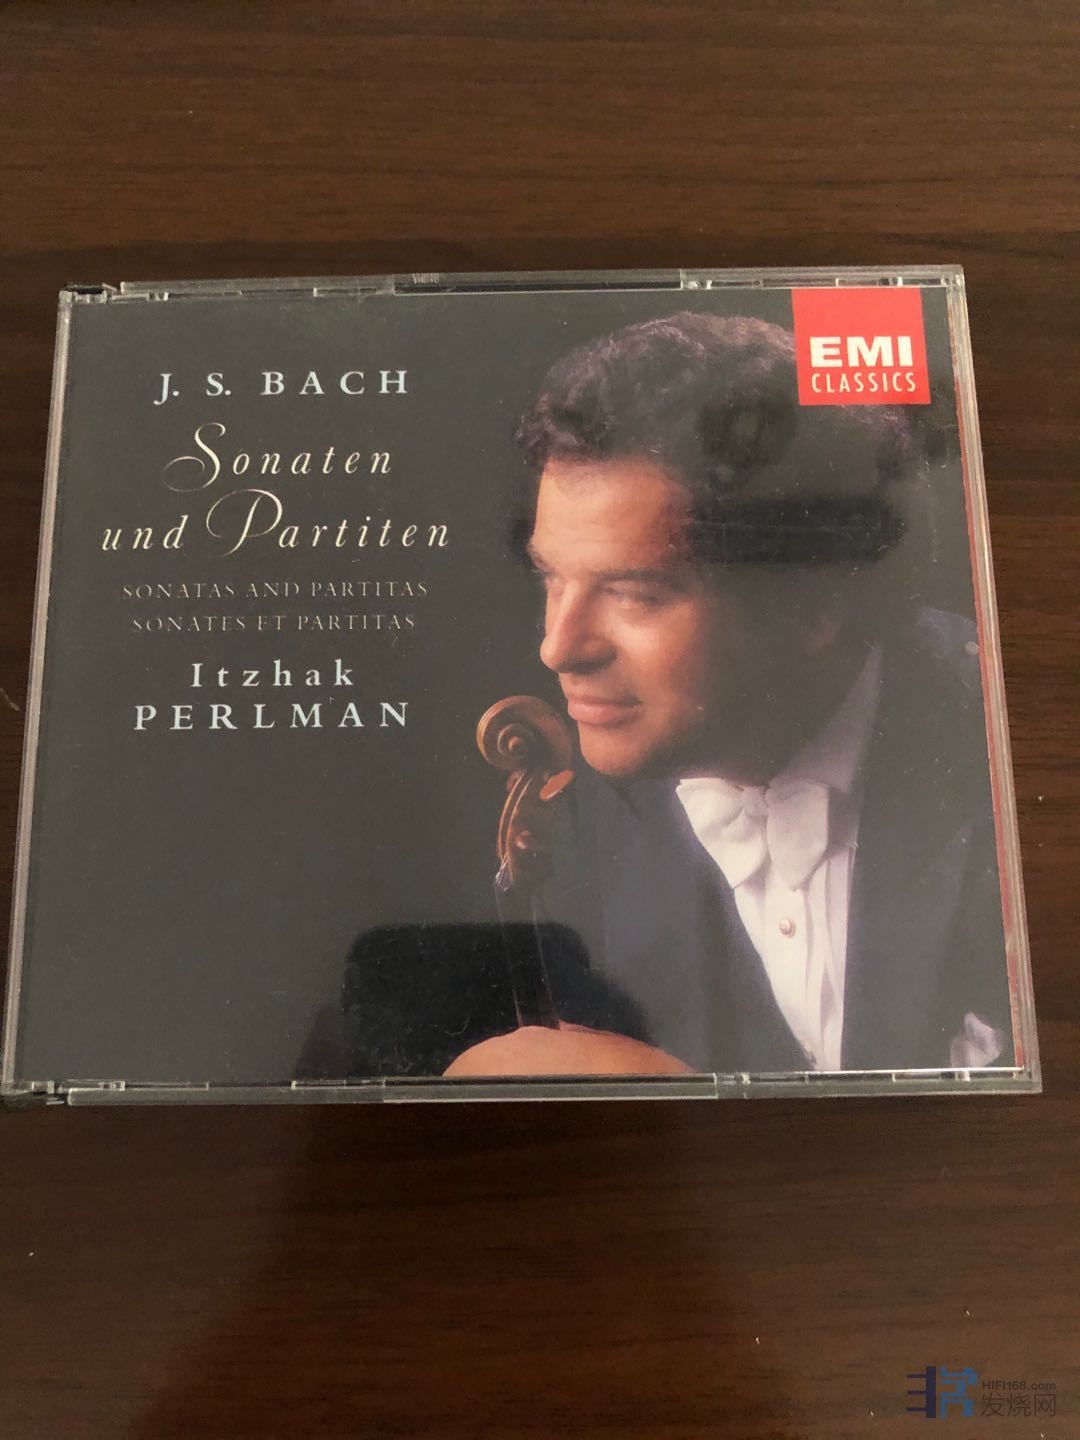 EMI
CLASSICS
J. S. BACH
Sonaten
und Partiten
SONATAS AND PARTITAS
SONATES ET PARTITAS
Itzhak
PERLMAN
HIFI168.com
发烧网